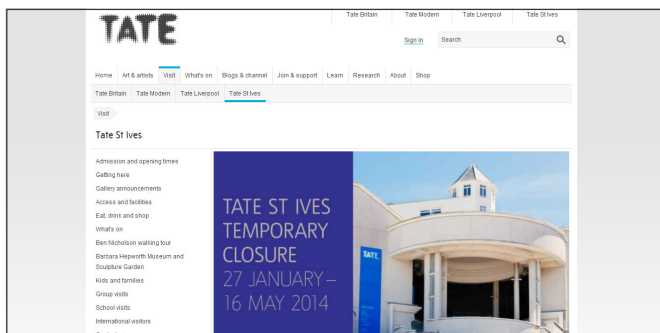 Tate Britain Tate Modern Tate Liverpool Tate St Ives
TATE
Sign in Search
Home Art & artists Visit What's on Blogs & channel Join & support Learn Research About Shop
Tate Britain Tate Modern Tate Liverpool Tate St Ives
Visit
Tate St Ives
Admission and opening times
Getting here
Gallery announcements
Access and facilities
Eat, drink and shop
What's on
Ben Nicholson walking tour
Barbara Hepworth Museum and
Sculpture Garden
Kids and families
Group visits
School visits
International visitors
TATE ST IVES
TEMPORARY
CLOSURE
27 JANUARY–
16 MAY 2014
TATE